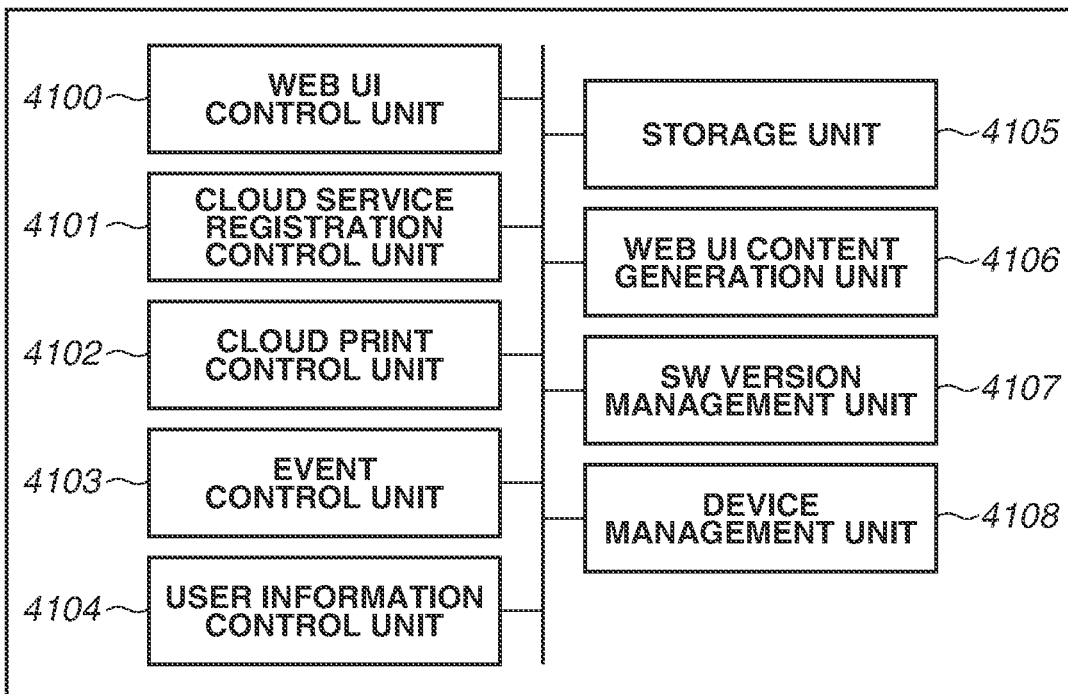 4100
WEB UI
CONTROL UNIT
4101
CLOUD SERVICE
REGISTRATION
CONTROL UNIT
4102
CLOUD PRINT
CONTROL UNIT
4103
EVENT
CONTROL UNIT
4104
USER INFORMATION
CONTROL UNIT
STORAGE UNIT
4105
WEB UI CONTENT
GENERATION UNIT
4106
SW VERSION
MANAGEMENT UNIT
4107
DEVICE
MANAGEMENT UNIT
4108